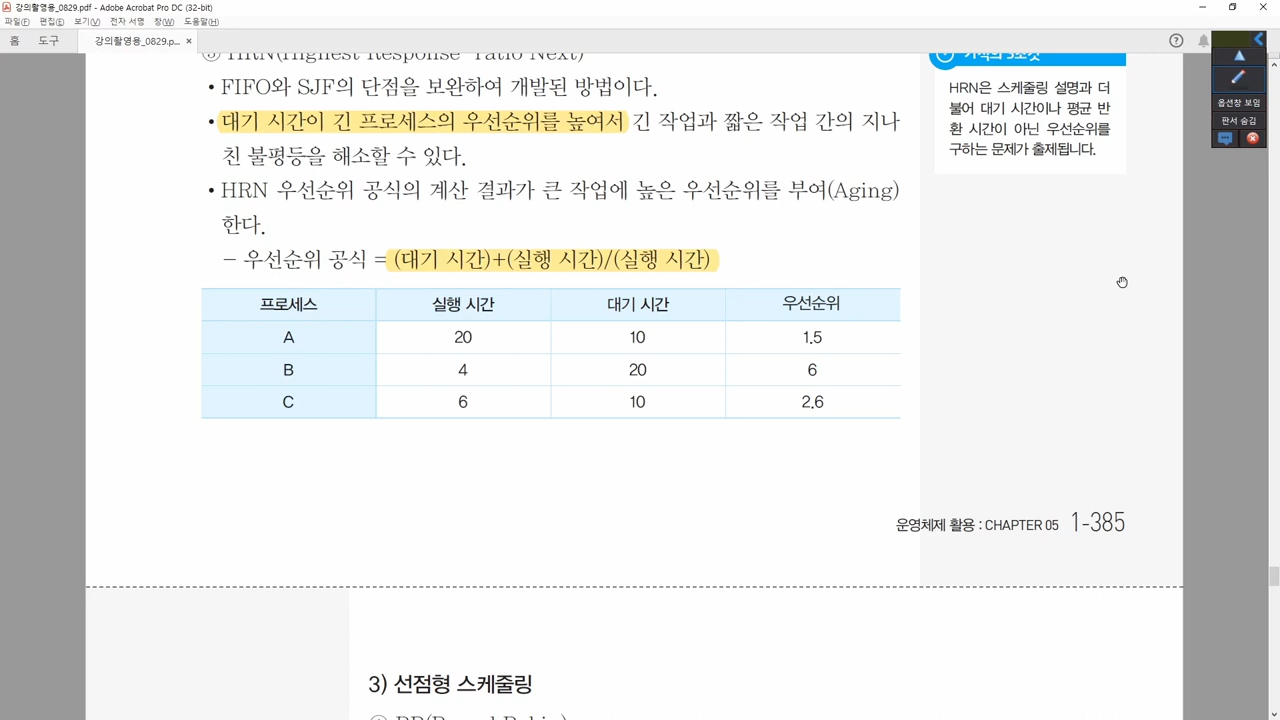 강의촬영용_0829.pdf - Adobe Acrobat Pro DC (32-bit)
파일(F) 편집(E) 보기(V) 전자 서명 창(W) 도움말(H)
홈 도구 강의촬영용_0829.p... ×
HRN(Highest Response Ratio Next)
• FIFO와 SJF의 단점을 보완하여 개발된 방법이다.
• 대기 시간이 긴 프로세스의 우선순위를 높여서 긴 작업과 짧은 작업 간의 지나
친 불평등을 해소할 수 있다.
• HRN 우선순위 공식의 계산 결과가 큰 작업에 높은 우선순위를 부여(Aging)
한다.
- 우선순위 공식 = (대기 시간)+(실행 시간)/(실행 시간)
프로세스 실행 시간 대기 시간 우선순위
A 20 10 1.5
B 4 20 6
C 6 10 2.6
HRN은 스케줄링 설명과 더
불어 대기 시간이나 평균 반
환 시간이 아닌 우선순위를
구하는 문제가 출제됩니다.
옵션창 보임
판서 숨김
운영체제 활용 : CHAPTER 05 1-385
3) 선점형 스케줄링